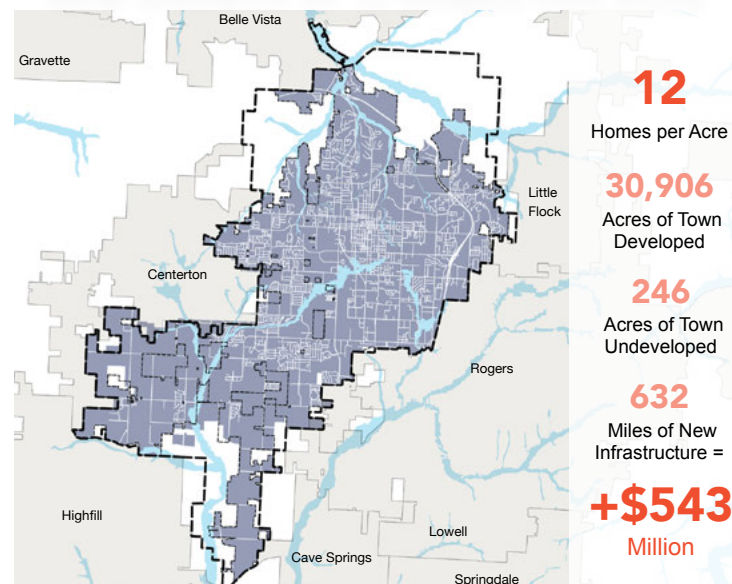 Belle Vista
Gravette
Little
Flock
Centerton
Rogers
Highfill
Lowell
Cave Springs
Springdale
12
Homes per Acre
30,906
Acres of Town
Developed
246
Acres of Town
Undeveloped
632
Miles of New
Infrastructure =
+$543
Million